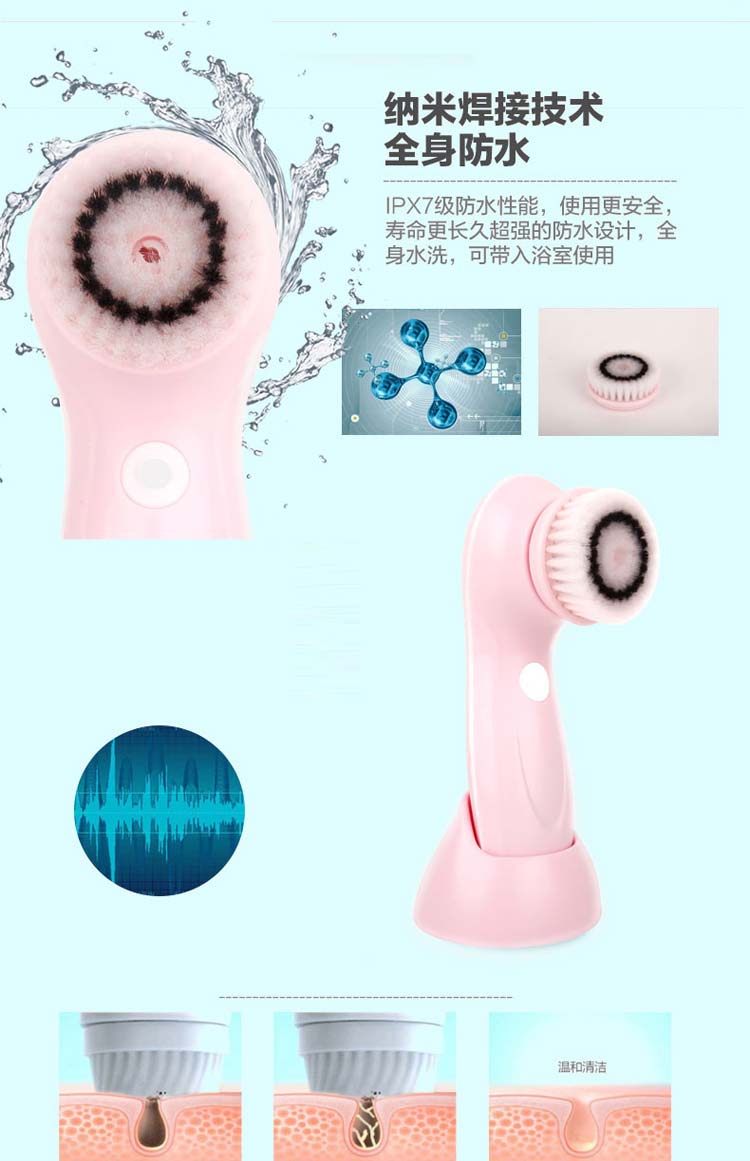 纳米焊接技术
全身防水
IPX7级防水性能，使用更安全，
寿命更长久超强的防水设计，全
身水洗，可带入浴室使用
温和清洁